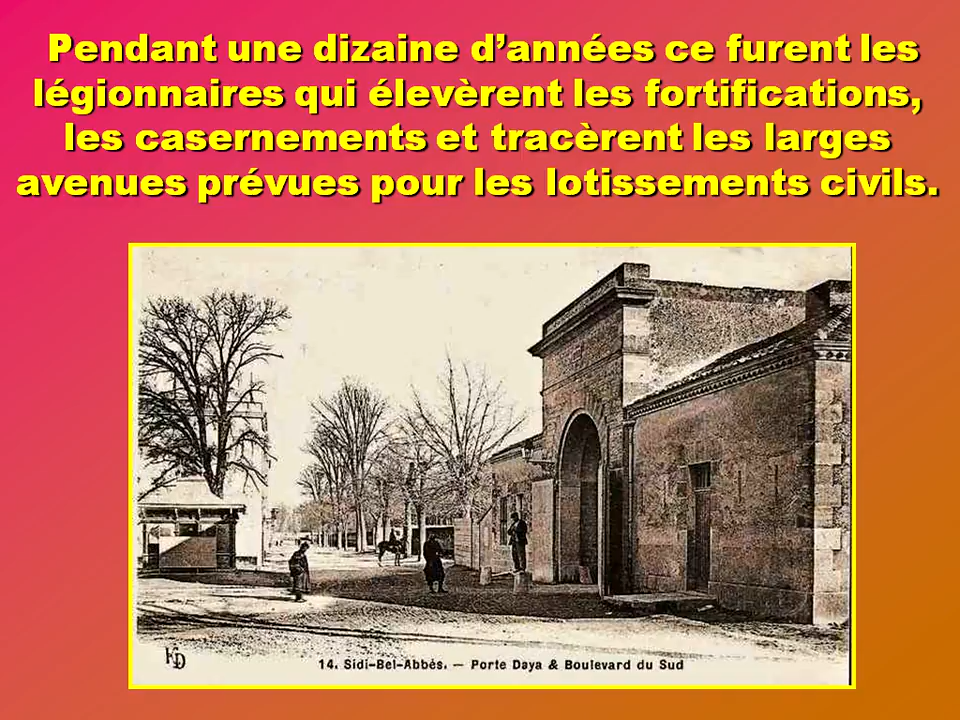 Pendant une dizaine d’années ce furent les
légionnaires qui élevèrent les fortifications,
les casernements et tracèrent les larges
avenues prévues pour les lotissements civils.
KD
14. Sidi-Bel-Abbès. — Porte Daya & Boulevard du Sud